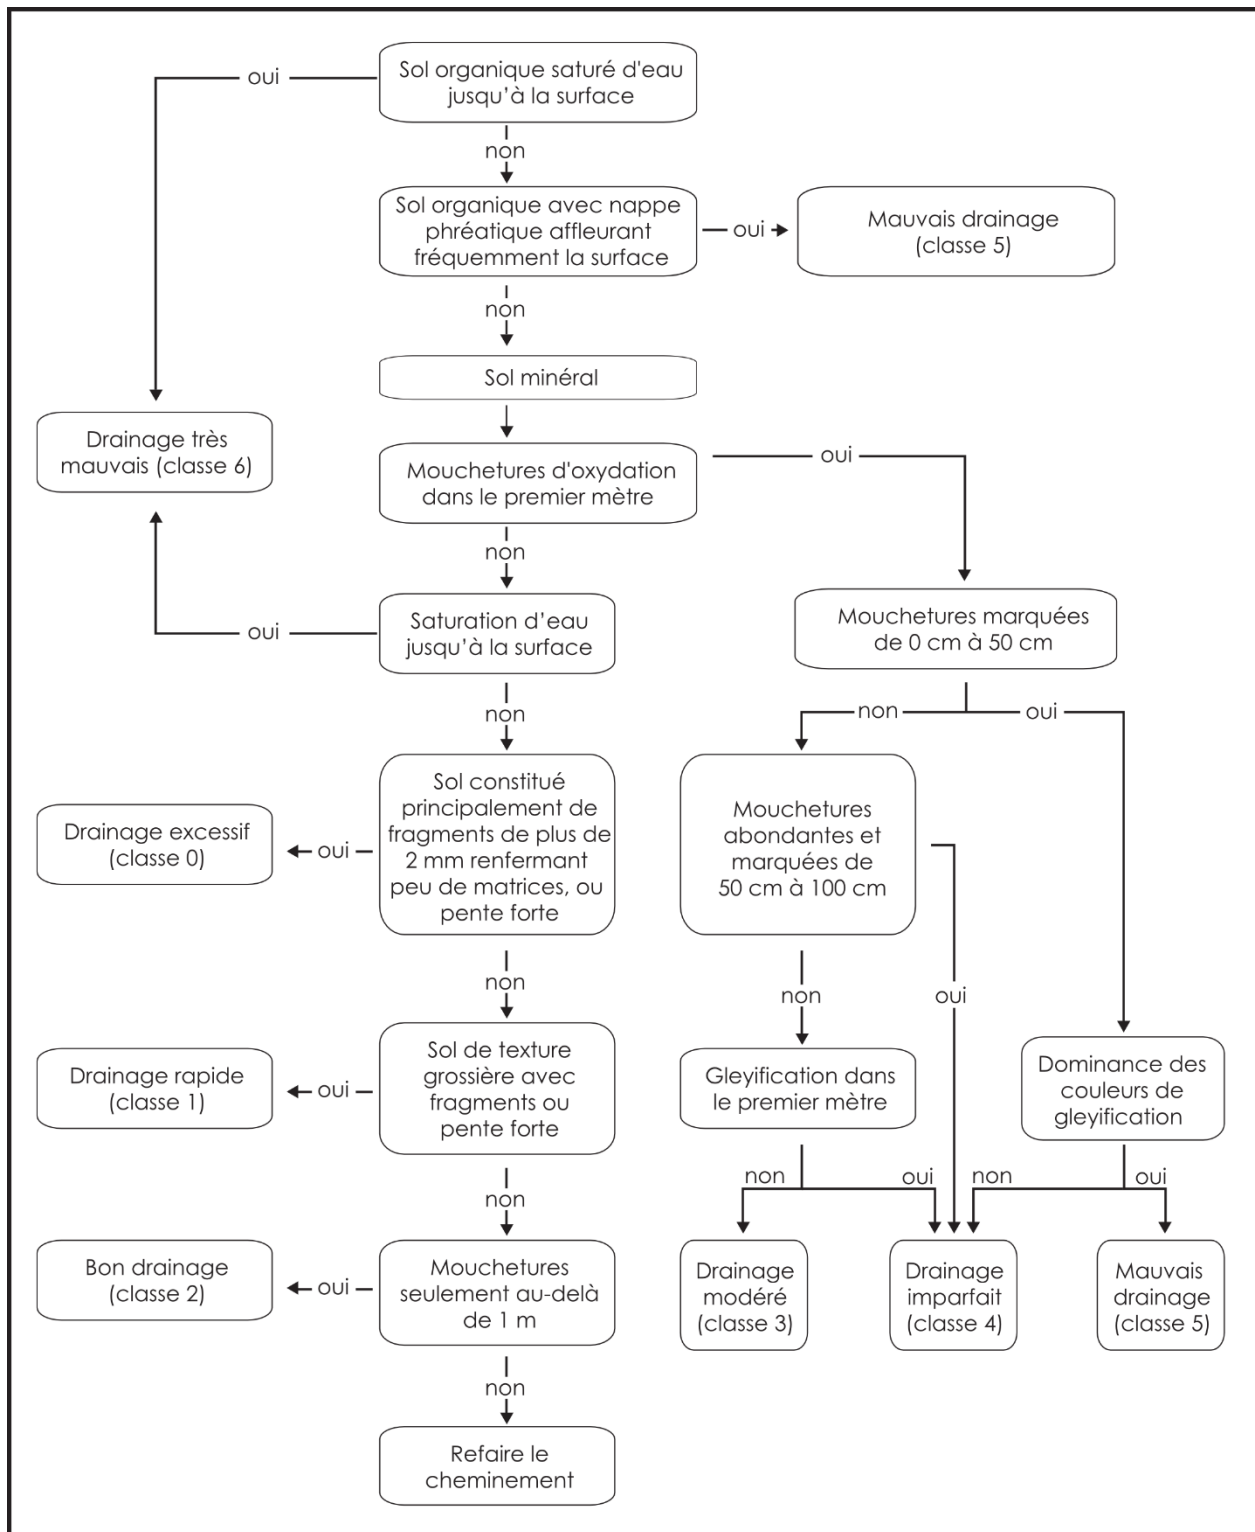 Sol organique saturé d'eau
jusqu'à la surface
oui
non
Sol organique avec nappe
phréatique affleurant
fréquemment la surface
oui
Mauvais drainage
(classe 5)
non
Sol minéral
Drainage très
mauvais (classe 6)
Mouchetures d'oxydation
dans le premier mètre
oui
non
Saturation d'eau
jusqu'à la surface
oui
Mouchetures marquées
de 0 cm à 50 cm
non
non
oui
Sol constitué
principalement de
fragments de plus de
2 mm renfermant
peu de matrices, ou
pente forte
oui
Drainage excessif
(classe 0)
Mouchetures
abondantes et
marquées de
50 cm à 100 cm
non
non
oui
Sol de texture
grossière avec
fragments ou
pente forte
oui
Drainage rapide
(classe 1)
Gleyification dans
le premier mètre
Dominance des
couleurs de
gleyification
non
non
oui
non
oui
Mouchetures
seulement au-delà
de 1 m
oui
Bon drainage
(classe 2)
Drainage
modéré
(classe 3)
Drainage
imparfait
(classe 4)
Mauvais
drainage
(classe 5)
non
Refaire le
cheminement